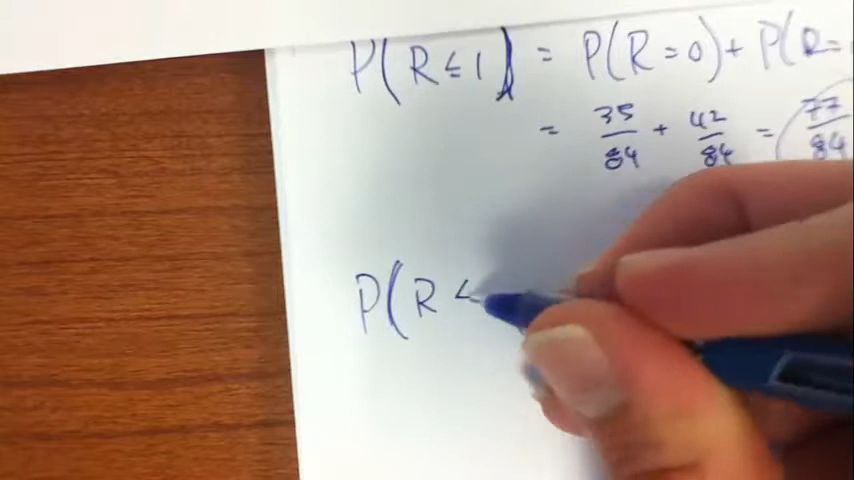 P(R≤1) = P(R=0) + P(R=
= 35/84 + 42/84 = 77/84
P(R <